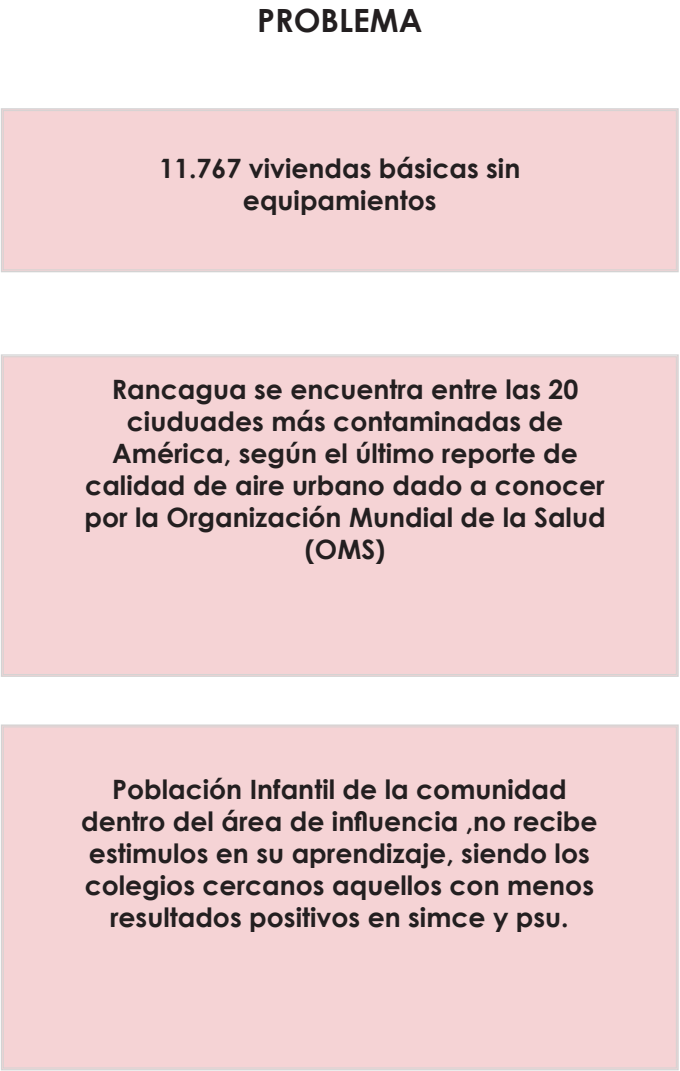 PROBLEMA
11.767 viviendas básicas sin
equipamientos
Rancagua se encuentra entre las 20
ciuduades más contaminadas de
América, según el último reporte de
calidad de aire urbano dado a conocer
por la Organización Mundial de la Salud
(OMS)
Población Infantil de la comunidad
dentro del área de influencia ,no recibe
estimulos en su aprendizaje, siendo los
colegios cercanos aquellos con menos
resultados positivos en simce y psu.